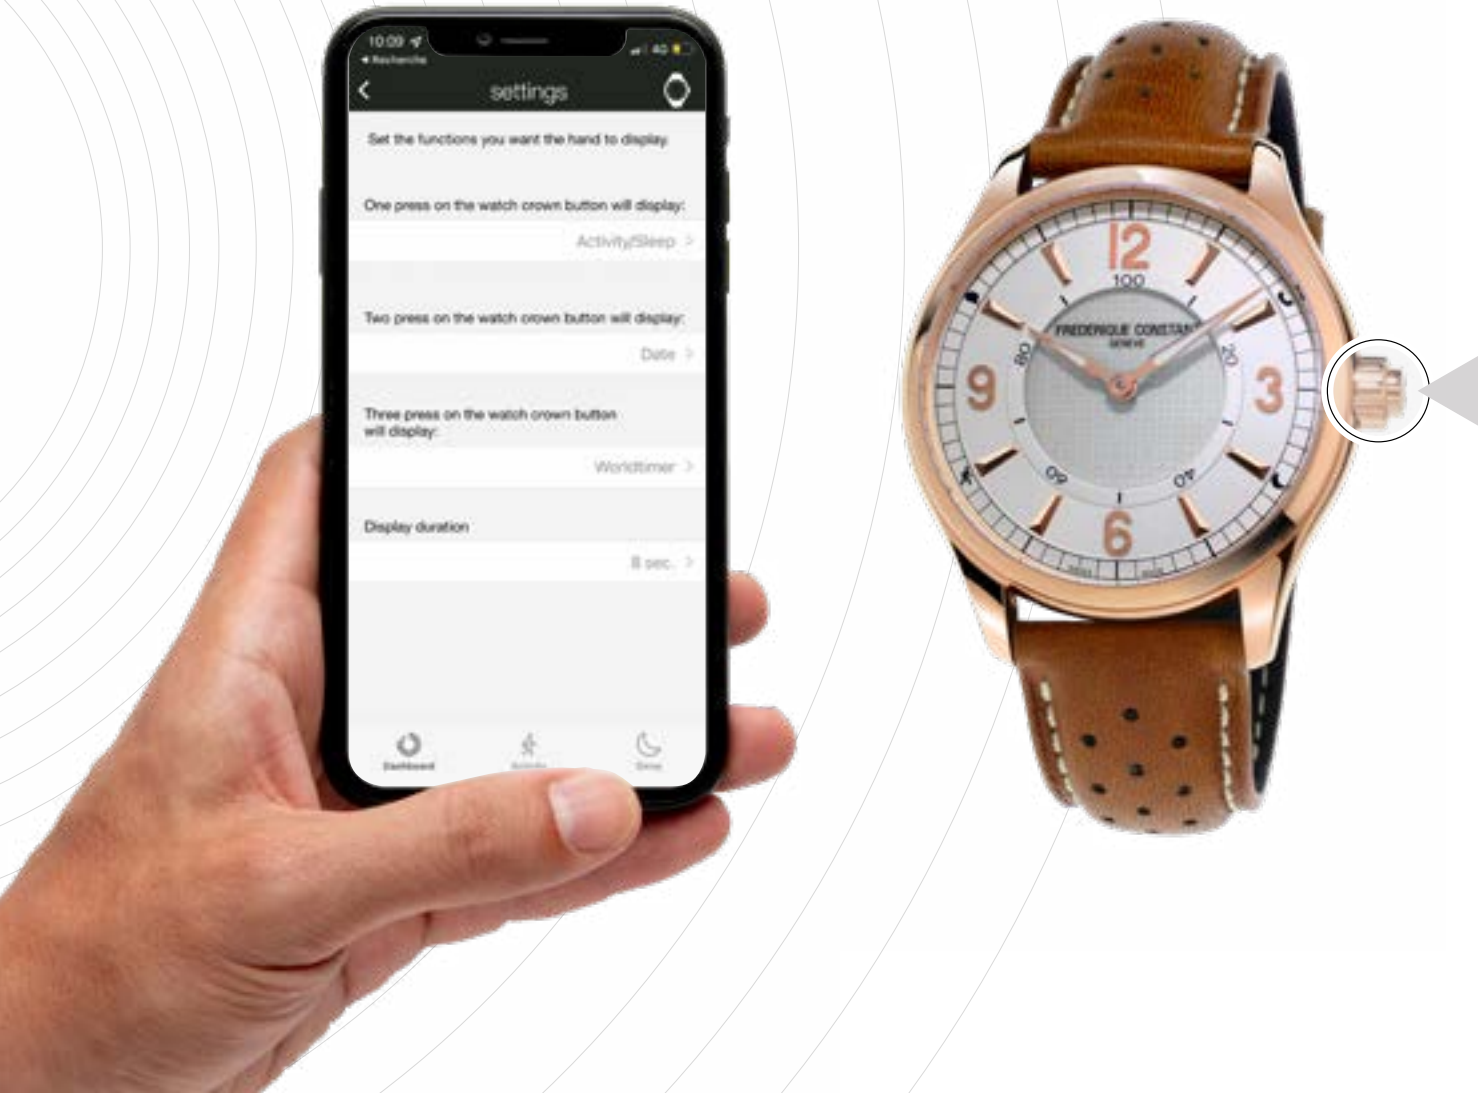 10:09
4G
◀ Recherche
settings
Set the functions you want the hand to display.
One press on the watch crown button will display:
Activity/Sleep >
Two press on the watch crown button will display:
Date >
Three press on the watch crown button
will display:
Worldtimer >
Display duration
8 sec. >
Dashboard Activity Sleep
12
100
FREDERIQUE CONSTANT
GENEVE
80 20
9 3
60 40
6